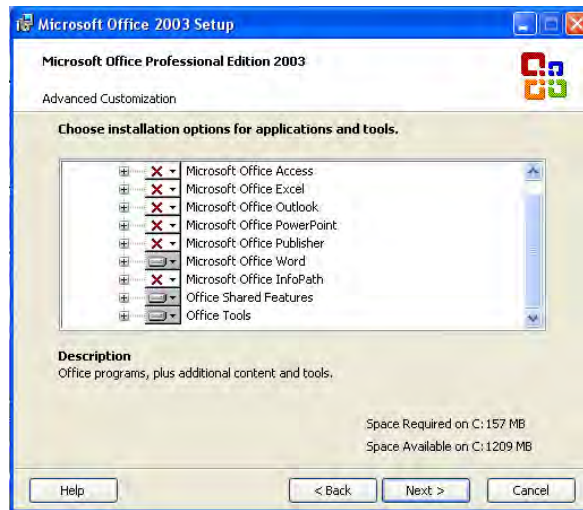 Microsoft Office 2003 Setup
Microsoft Office Professional Edition 2003
Advanced Customization
Choose installation options for applications and tools.
Microsoft Office Access
Microsoft Office Excel
Microsoft Office Outlook
Microsoft Office PowerPoint
Microsoft Office Publisher
Microsoft Office Word
Microsoft Office InfoPath
Office Shared Features
Office Tools
Description
Office programs, plus additional content and tools.
Space Required on C: 157 MB
Space Available on C: 1209 MB
Help < Back Next > Cancel